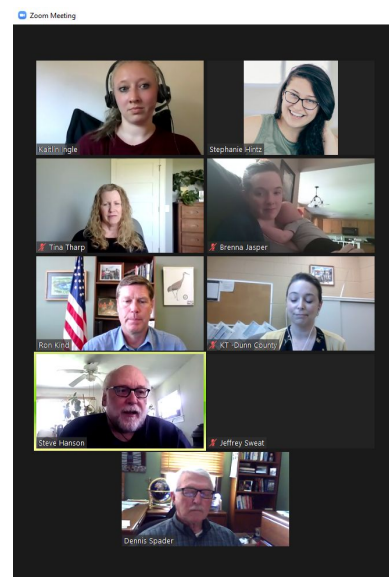 Zoom Meeting
Kaitlin Ingle
Stephanie Hintz
Tina Tharp
Brenna Jasper
Ron Kind
KT -Dunn County
Steve Hanson
Jeffrey Sweat
Dennis Spader